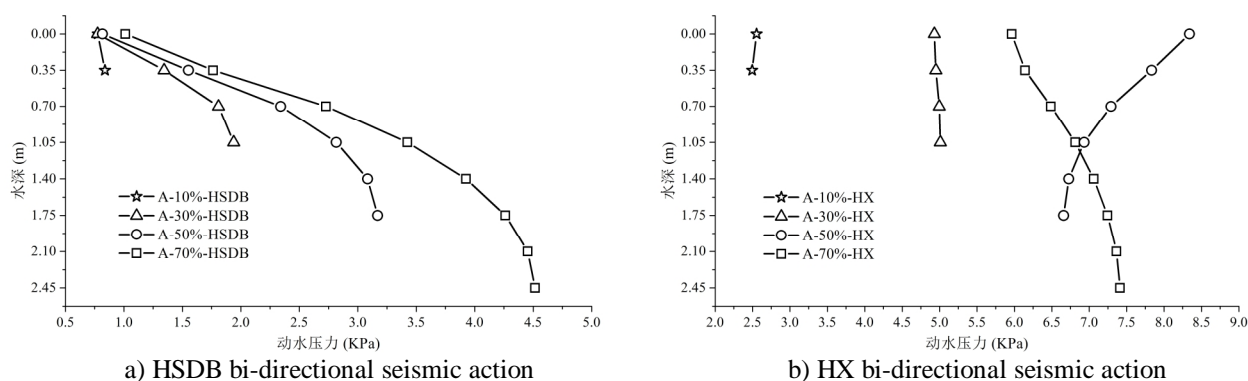 0.00
0.35
0.70
1.05
1.40
1.75
2.10
2.45
水深 (m)
A-10%-HSDB
A-30%-HSDB
A-50%-HSDB
A-70%-HSDB
0.5 1.0 1.5 2.0 2.5 3.0 3.5 4.0 4.5 5.0
动水压力 (KPa)
a) HSDB bi-directional seismic action
0.00
0.35
0.70
1.05
1.40
1.75
2.10
2.45
水深 (m)
A-10%-HX
A-30%-HX
A-50%-HX
A-70%-HX
2.0 2.5 3.0 3.5 4.0 4.5 5.0 5.5 6.0 6.5 7.0 7.5 8.0 8.5 9.0
动水压力 (KPa)
b) HX bi-directional seismic action